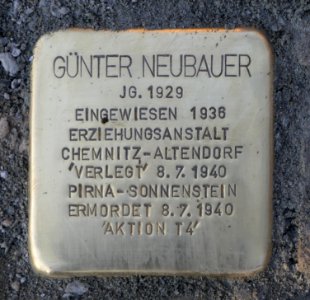 GÜNTER NEUBAUER
JG. 1929
EINGEWIESEN 1936
ERZIEHUNGSANSTALT
CHEMNITZ-ALTENDORF
'VERLEGT' 8.7.1940
PIRNA-SONNENSTEIN
ERMORDET 8.7.1940
'AKTION T4'